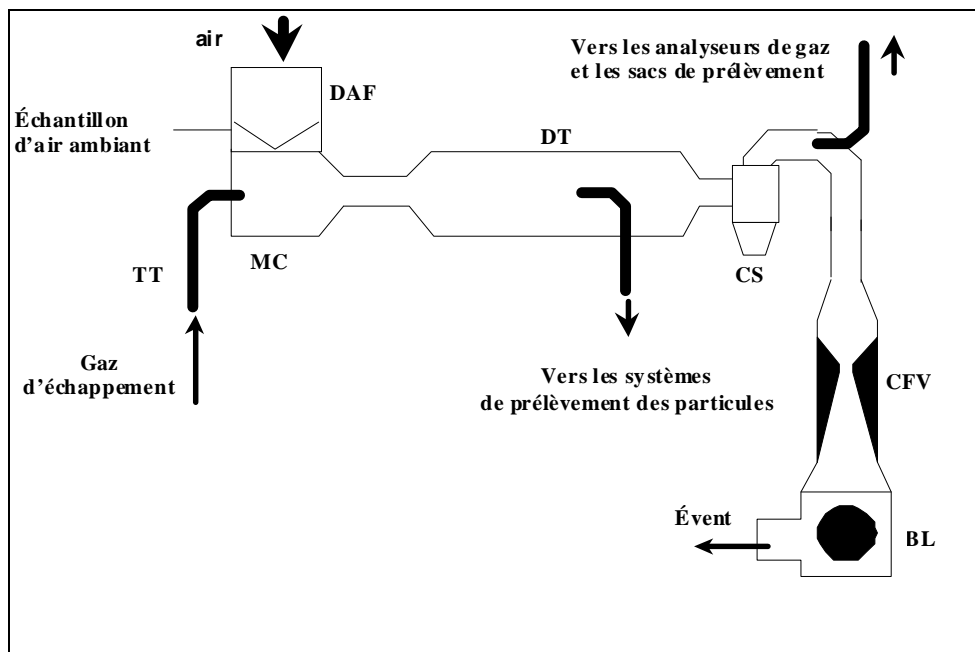 air
Vers les analyseurs de gaz
et les sacs de prélèvement
DAF
Échantillon
d'air ambiant
DT
TT
MC
CS
Gaz
d'échappement
Vers les systèmes
de prélèvement des particules
CFV
Évent
BL